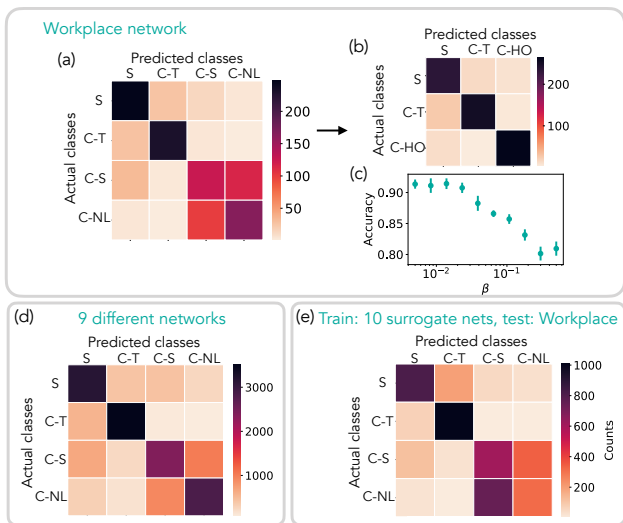 Workplace network
(a)
Predicted classes
S C-T C-S C-NL
Actual classes
S
C-T
C-S
C-NL
200
150
100
50
(b)
Predicted classes
S C-T C-HO
Actual classes
S
C-T
C-HO
200
100
(c)
Accuracy
0.90
0.85
0.80
10⁻² 10⁻¹
β
(d)
9 different networks
Predicted classes
S C-T C-S C-NL
Actual classes
S
C-T
C-S
C-NL
3000
2000
1000
(e) Train: 10 surrogate nets, test: Workplace
Predicted classes
S C-T C-S C-NL
Actual classes
S
C-T
C-S
C-NL
1000
800
600
400
200
Counts